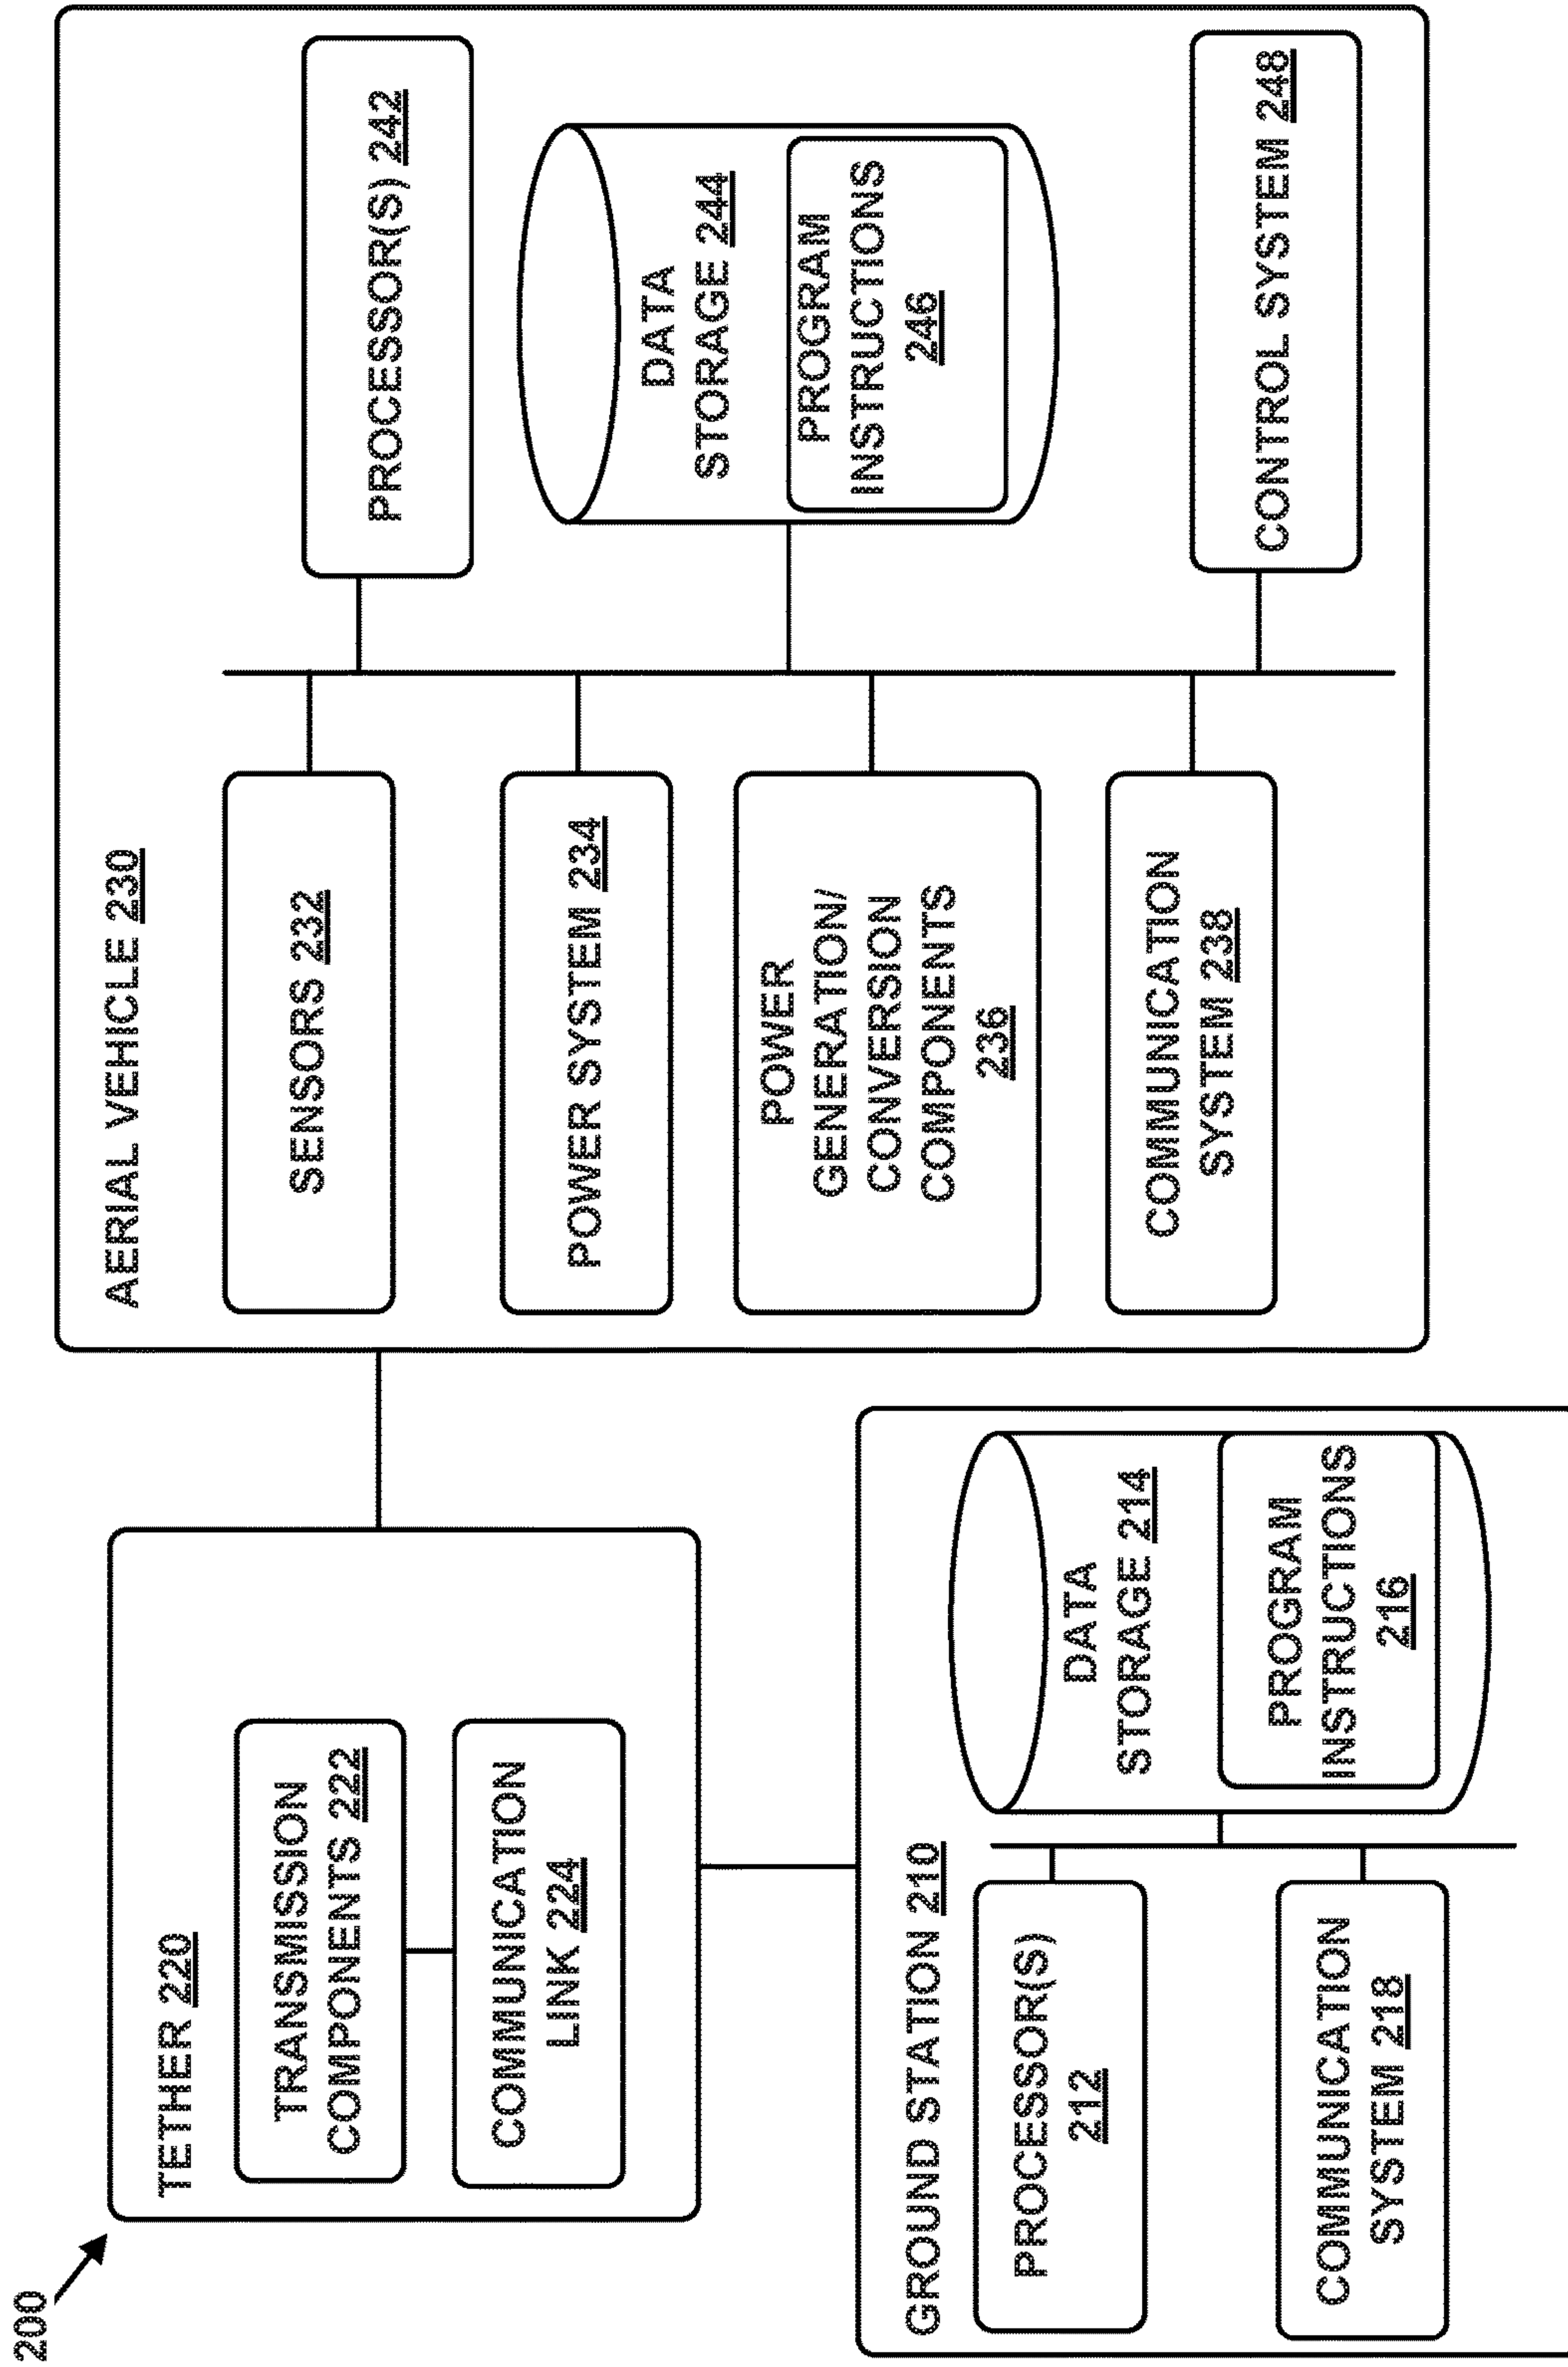 200
TETHER 220
TRANSMISSION
COMPONENTS 222
COMMUNICATION
LINK 224
GROUND STATION 210
PROCESSOR(S)
212
COMMUNICATION
SYSTEM 218
DATA
STORAGE 214
PROGRAM
INSTRUCTIONS
216
AERIAL VEHICLE 230
SENSORS 232
POWER SYSTEM 234
POWER
GENERATION/
CONVERSION
COMPONENTS
236
COMMUNICATION
SYSTEM 238
PROCESSOR(S) 242
DATA
STORAGE 244
PROGRAM
INSTRUCTIONS
246
CONTROL SYSTEM 248